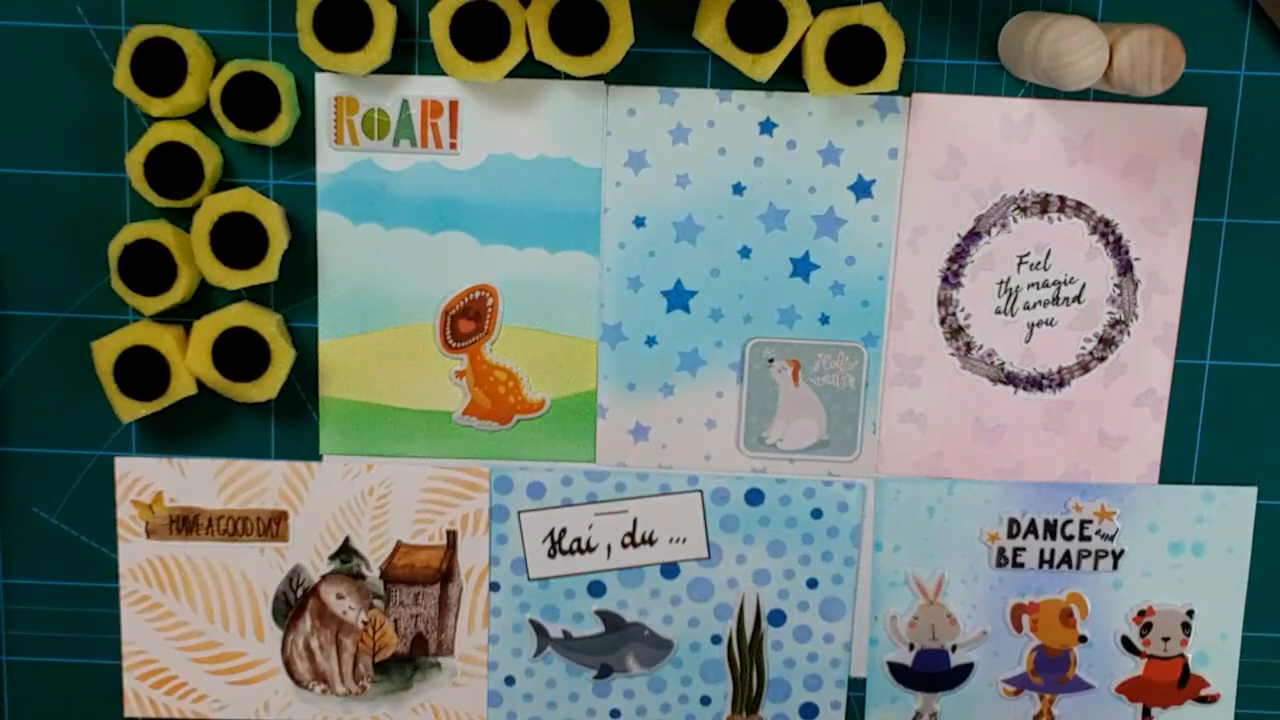 ROAR!
Feel
the magic
all around
you
HAVE A GOOD DAY
Hai, du ...
DANCE and
BE HAPPY